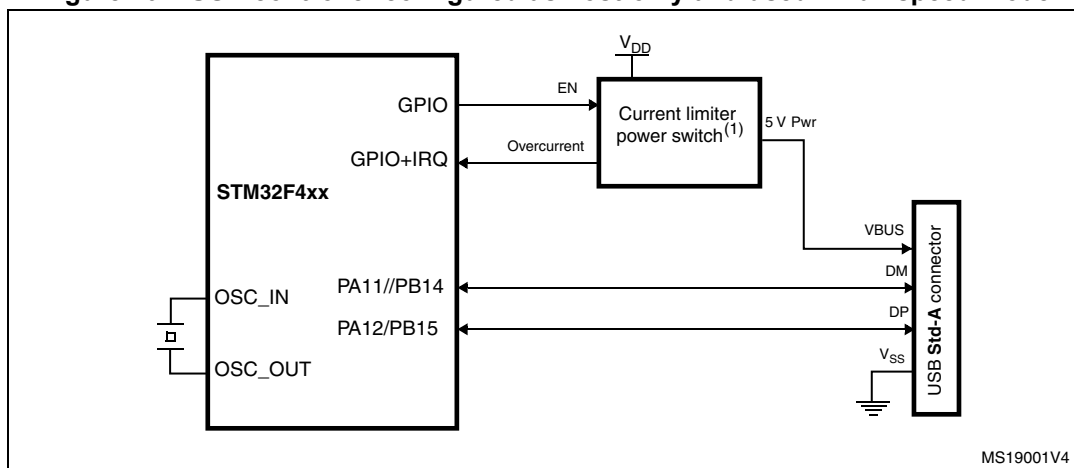 V_DD
GPIO
EN
Current limiter
power switch(1)
5 V Pwr
GPIO+IRQ
Overcurrent
STM32F4xx
VBUS
PA11//PB14
DM
OSC_IN
PA12/PB15
DP
OSC_OUT
V_SS
USB Std-A connector
MS19001V4